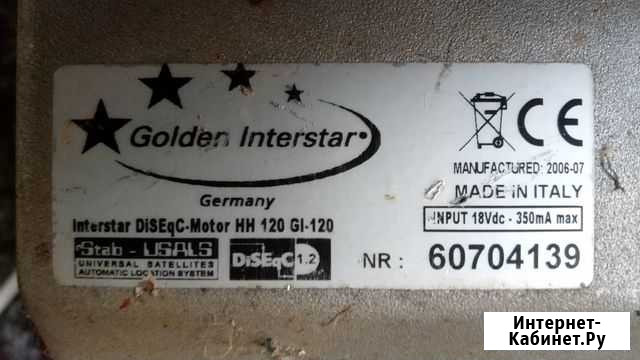 Golden Interstar
Germany
Interstar DiSEqC-Motor HH 120 GI-120
Stab - USALS
UNIVERSAL SATELLITES
AUTOMATIC LOCATION SYSTEM
DiSEqC 1.2
CE
MANUFACTURED: 2006-07
MADE IN ITALY
INPUT 18Vdc - 350mA max
NR : 60704139
Интернет-
Кабинет.Ру